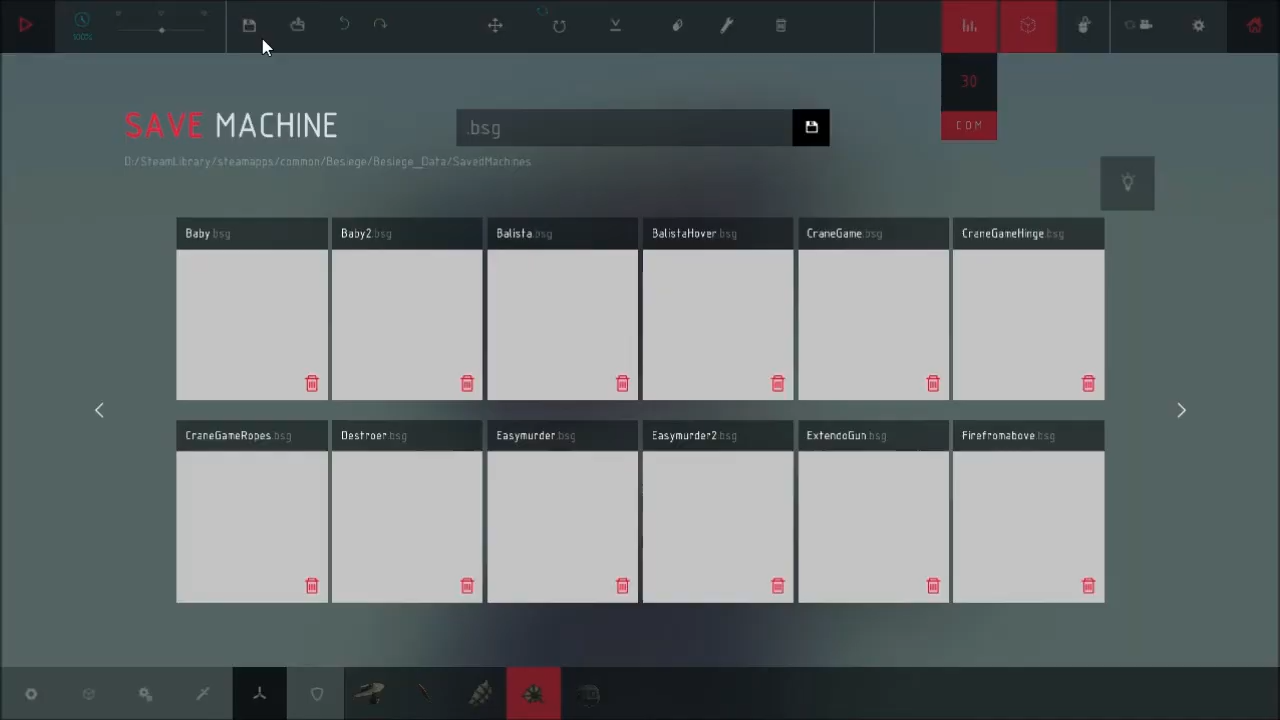 100%
SAVE MACHINE
.bsg
30
COM
D:/SteamLibrary/steamapps/common/Besiege/Besiege_Data/SavedMachines
Baby.bsg
Baby2.bsg
Balista.bsg
BalistaHover.bsg
CraneGame.bsg
CraneGameHinge.bsg
CraneGameRopes.bsg
Destroer.bsg
Easymurder.bsg
Easymurder2.bsg
ExtendoGun.bsg
Firefromabove.bsg